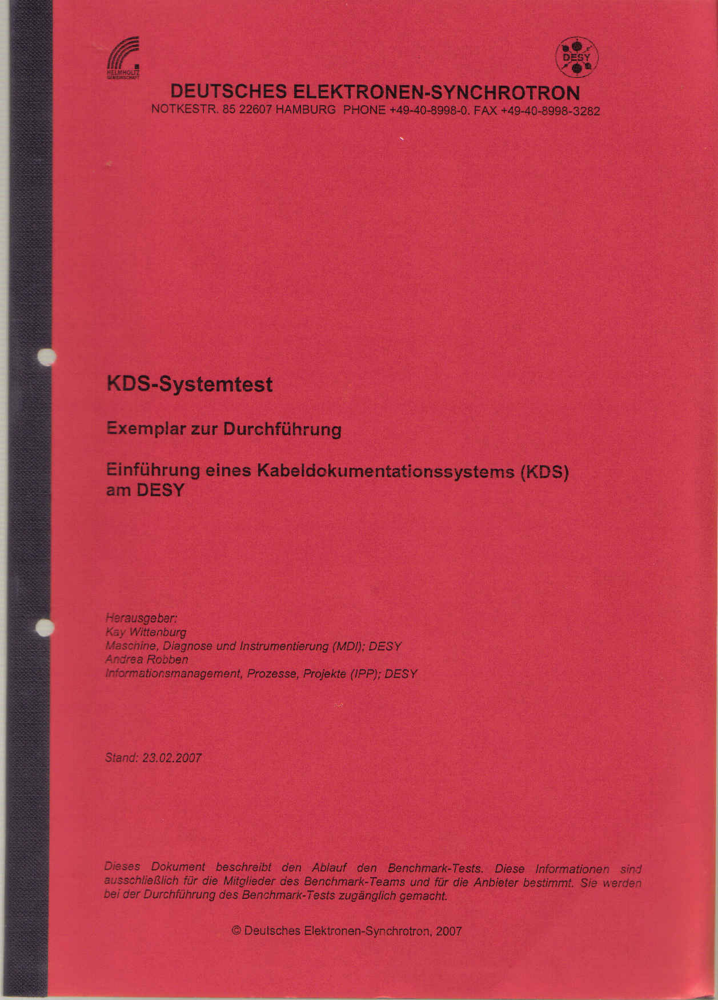 HELMHOLTZ
GEMEINSCHAFT
DESY
DEUTSCHES ELEKTRONEN-SYNCHROTRON
NOTKESTR. 85 22607 HAMBURG PHONE +49-40-8998-0. FAX +49-40-8998-3282
KDS-Systemtest
Exemplar zur Durchführung
Einführung eines Kabeldokumentationssystems (KDS)
am DESY
Herausgeber:
Kay Wittenburg
Maschine, Diagnose und Instrumentierung (MDI); DESY
Andrea Robben
Informationsmanagement, Prozesse, Projekte (IPP); DESY
Stand: 23.02.2007
Dieses Dokument beschreibt den Ablauf den Benchmark-Tests. Diese Informationen sind
ausschließlich für die Mitglieder des Benchmark-Teams und für die Anbieter bestimmt. Sie werden
bei der Durchführung des Benchmark-Tests zugänglich gemacht.
© Deutsches Elektronen-Synchrotron, 2007